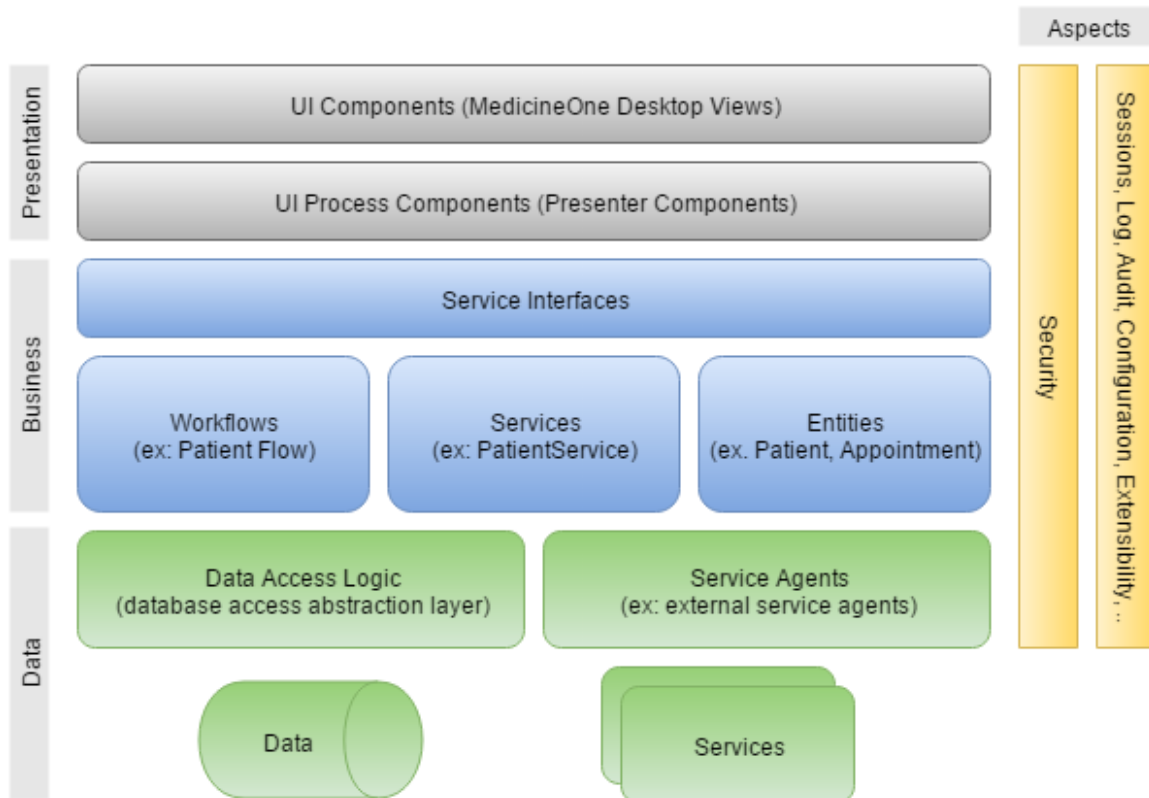 Aspects
Presentation
UI Components (MedicineOne Desktop Views)
UI Process Components (Presenter Components)
Business
Service Interfaces
Workflows
(ex: Patient Flow)
Services
(ex: PatientService)
Entities
(ex. Patient, Appointment)
Data
Data Access Logic
(database access abstraction layer)
Service Agents
(ex: external service agents)
Data
Services
Security
Sessions, Log, Audit, Configuration, Extensibility, ..